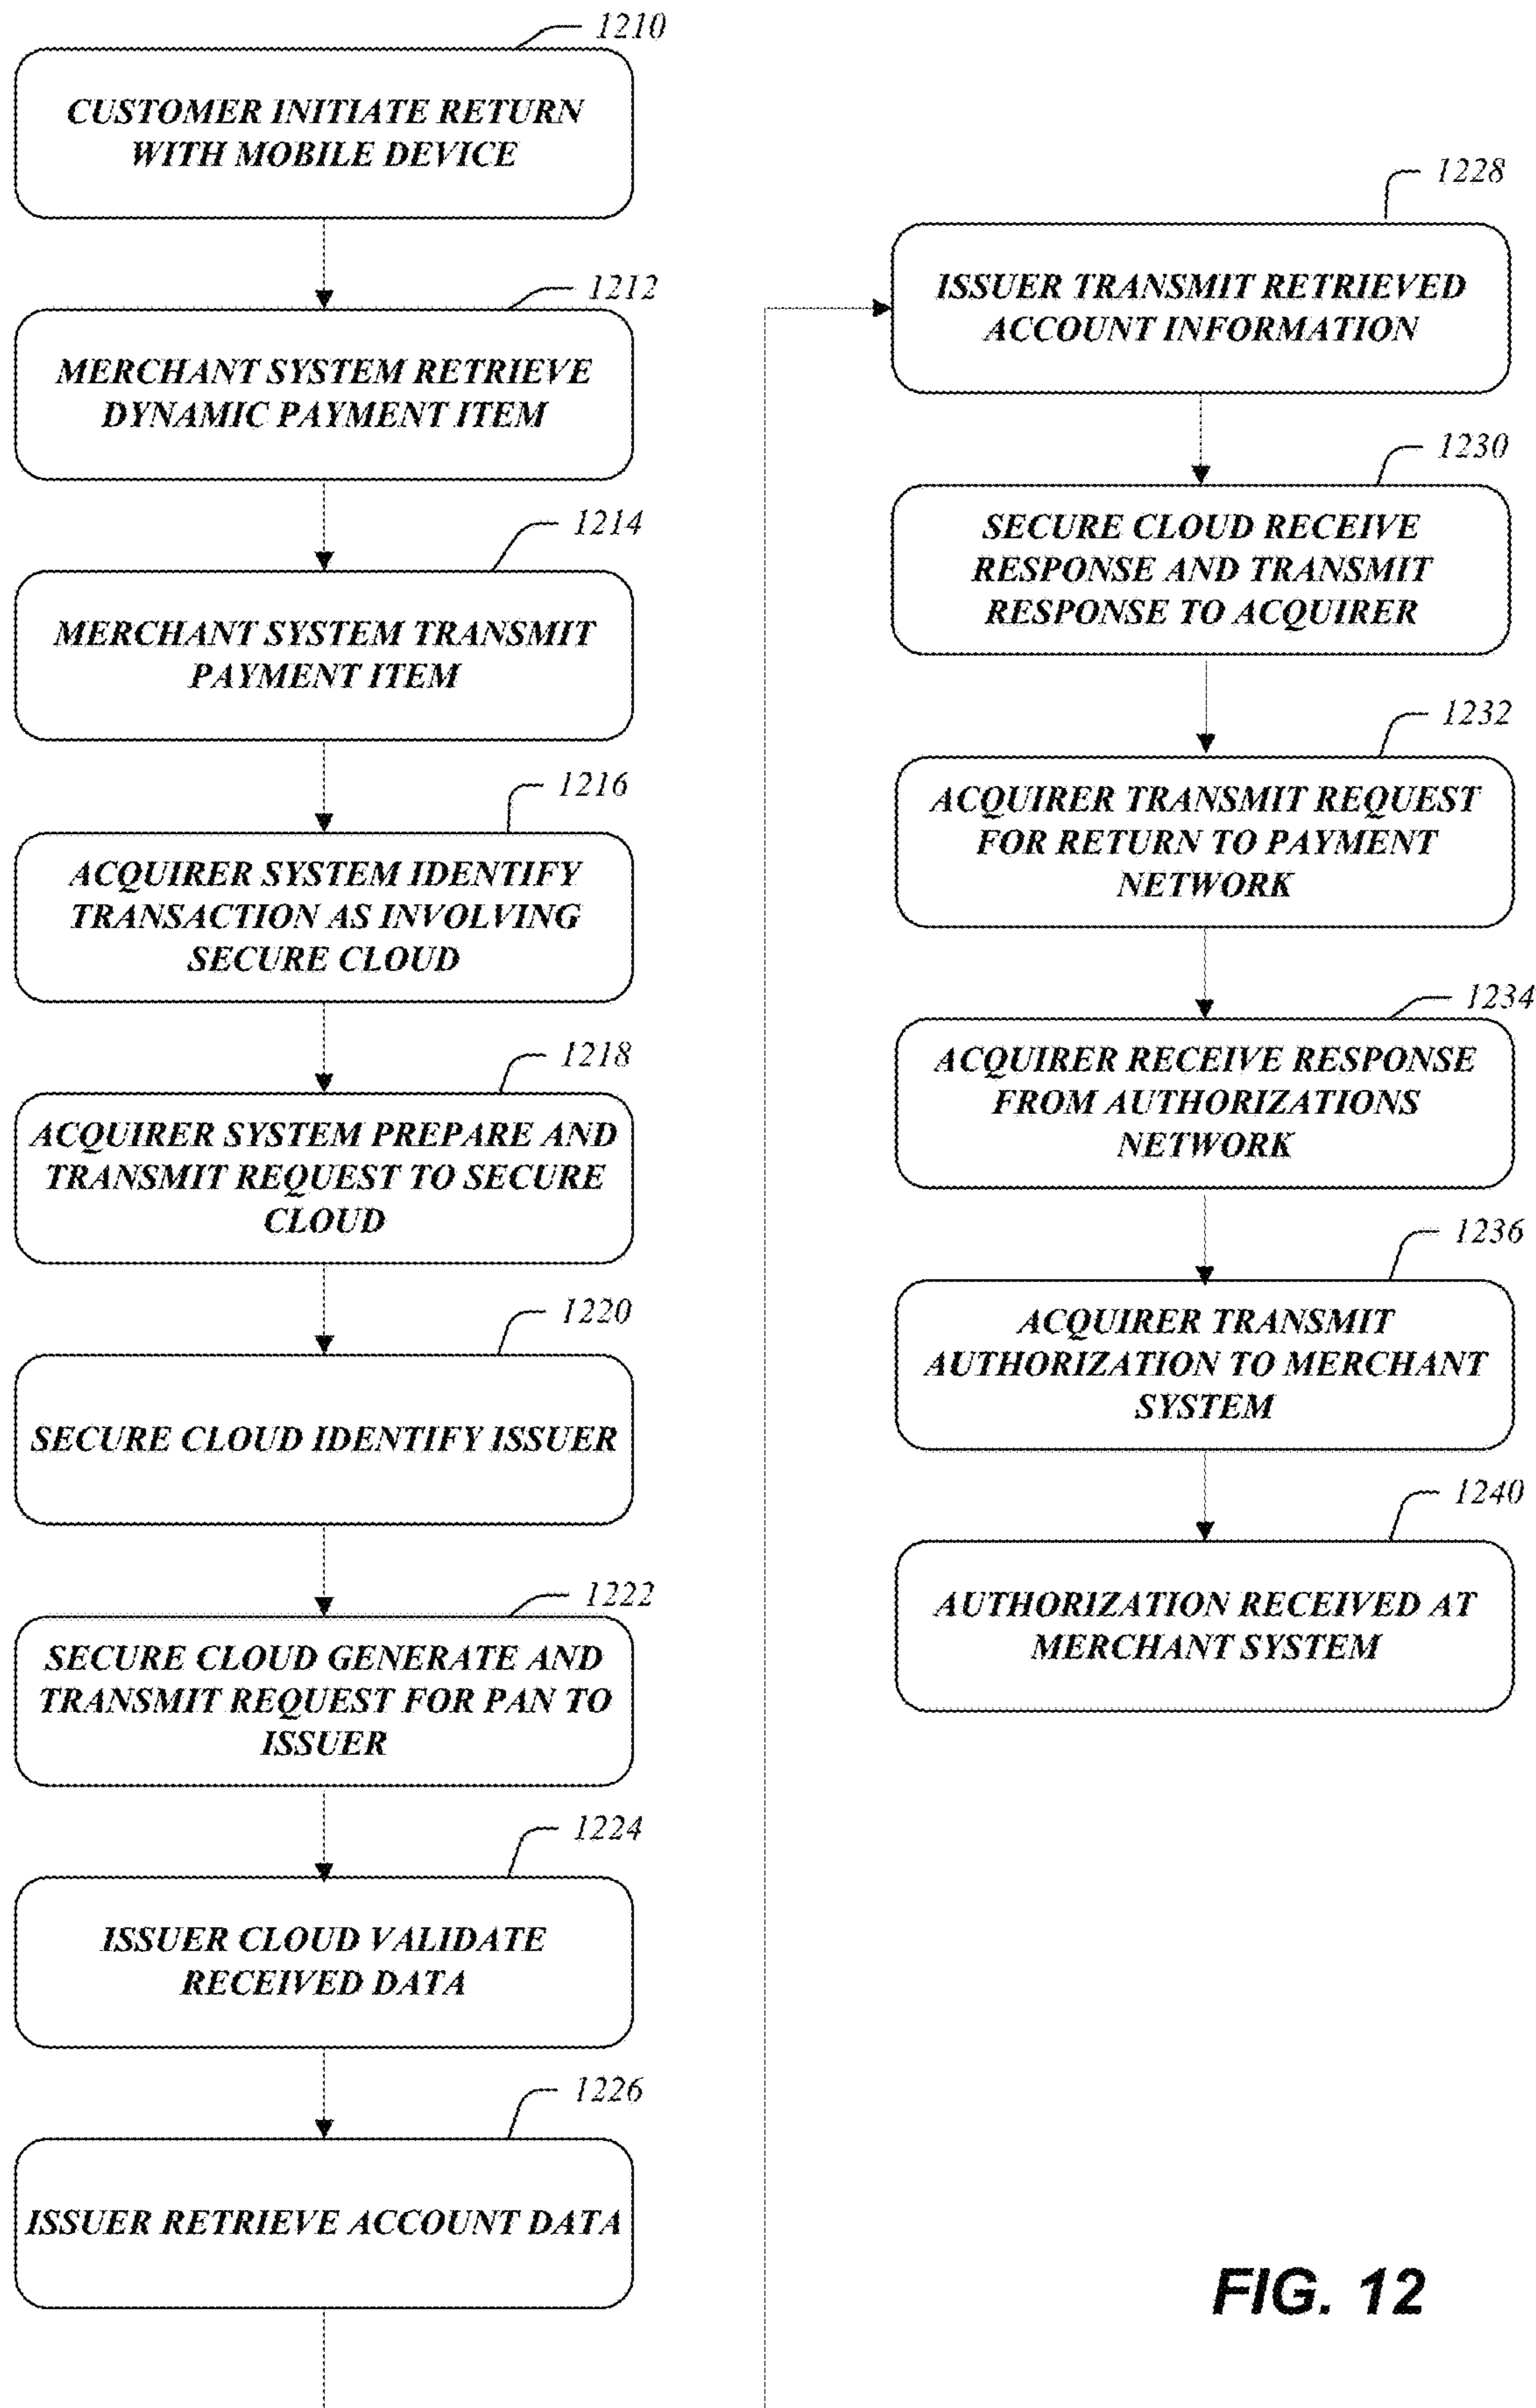 1210
CUSTOMER INITIATE RETURN
WITH MOBILE DEVICE
1212
MERCHANT SYSTEM RETRIEVE
DYNAMIC PAYMENT ITEM
1214
MERCHANT SYSTEM TRANSMIT
PAYMENT ITEM
1216
ACQUIRER SYSTEM IDENTIFY
TRANSACTION AS INVOLVING
SECURE CLOUD
1218
ACQUIRER SYSTEM PREPARE AND
TRANSMIT REQUEST TO SECURE
CLOUD
1220
SECURE CLOUD IDENTIFY ISSUER
1222
SECURE CLOUD GENERATE AND
TRANSMIT REQUEST FOR PAN TO
ISSUER
1224
ISSUER CLOUD VALIDATE
RECEIVED DATA
1226
ISSUER RETRIEVE ACCOUNT DATA
1228
ISSUER TRANSMIT RETRIEVED
ACCOUNT INFORMATION
1230
SECURE CLOUD RECEIVE
RESPONSE AND TRANSMIT
RESPONSE TO ACQUIRER
1232
ACQUIRER TRANSMIT REQUEST
FOR RETURN TO PAYMENT
NETWORK
1234
ACQUIRER RECEIVE RESPONSE
FROM AUTHORIZATIONS
NETWORK
1236
ACQUIRER TRANSMIT
AUTHORIZATION TO MERCHANT
SYSTEM
1240
AUTHORIZATION RECEIVED AT
MERCHANT SYSTEM
FIG. 12